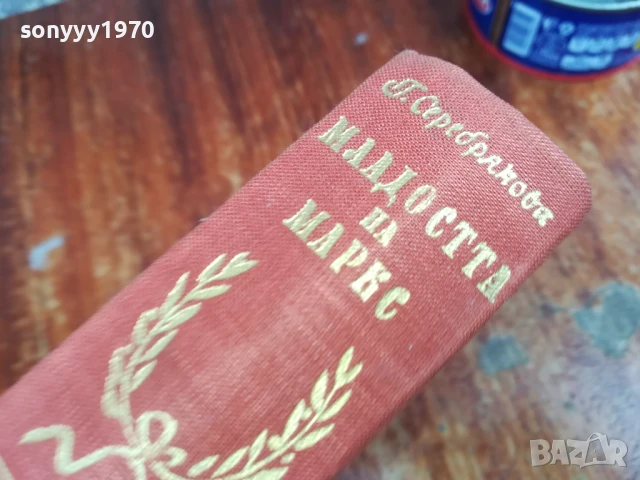 sonyyy1970
П. Серебрякова
МЛАДОСТТА
НА
МАРКС
BAZAR